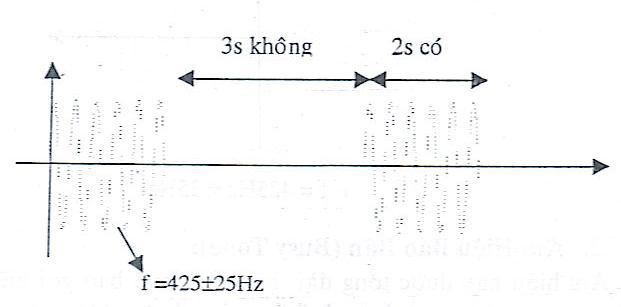 3s không
2s có
f =425±25Hz